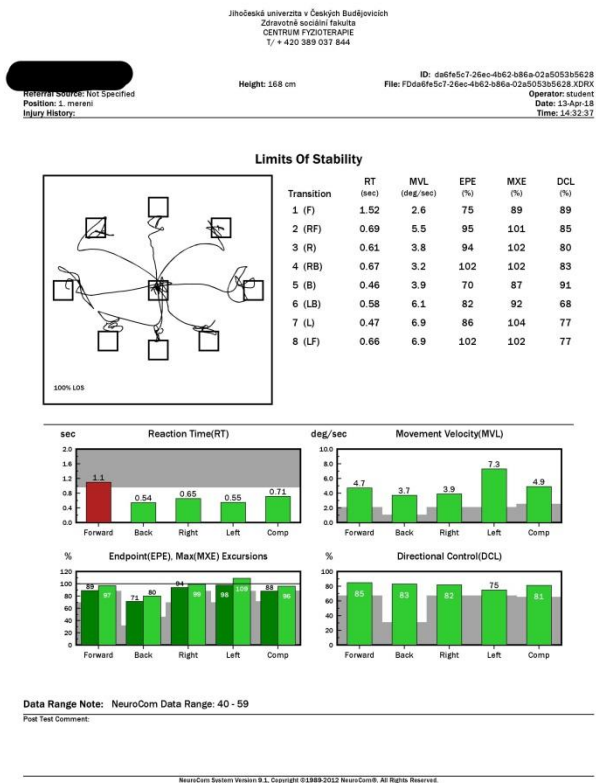 Jihočeská univerzita v Českých Budějovicích
Zdravotně sociální fakulta
CENTRUM FYZIOTERAPIE
T/ + 420 389 037 844
ID: da6fe5c7-26ec-4b62-b86a-02a5053b5628
Height: 168 cm
File: FDda6fe5c7-26ec-4b62-b86a-02a5053b5628.XDRX
Referral Source: Not Specified
Operator: student
Position: 1. mereni
Date: 13-Apr-18
Injury History:
Time: 14:32:37
Limits Of Stability
Transition RT (sec) MVL (deg/sec) EPE (%) MXE (%) DCL (%)
1 (F) 1.52 2.6 75 89 89
2 (RF) 0.69 5.5 95 101 85
3 (R) 0.61 3.8 94 102 80
4 (RB) 0.67 3.2 102 102 83
5 (B) 0.46 3.9 70 87 91
6 (LB) 0.58 6.1 82 92 68
7 (L) 0.47 6.9 86 104 77
8 (LF) 0.66 6.9 102 102 77
100% LOS
sec Reaction Time(RT)
2.0
1.6
1.2
0.8
0.4
0.0
1.1 0.54 0.65 0.55 0.71
Forward Back Right Left Comp
deg/sec Movement Velocity(MVL)
10.0
8.0
6.0
4.0
2.0
0.0
4.7 3.7 3.9 7.3 4.9
Forward Back Right Left Comp
% Endpoint(EPE), Max(MXE) Excursions
120
100
80
60
40
20
0
89 97 71 80 94 99 98 109 88 96
Forward Back Right Left Comp
% Directional Control(DCL)
100
80
60
40
20
0
85 83 82 75 81
Forward Back Right Left Comp
Data Range Note: NeuroCom Data Range: 40 - 59
Post Test Comment:
NeuroCom System Version 9.1, Copyright ©1989-2012 NeuroCom®. All Rights Reserved.